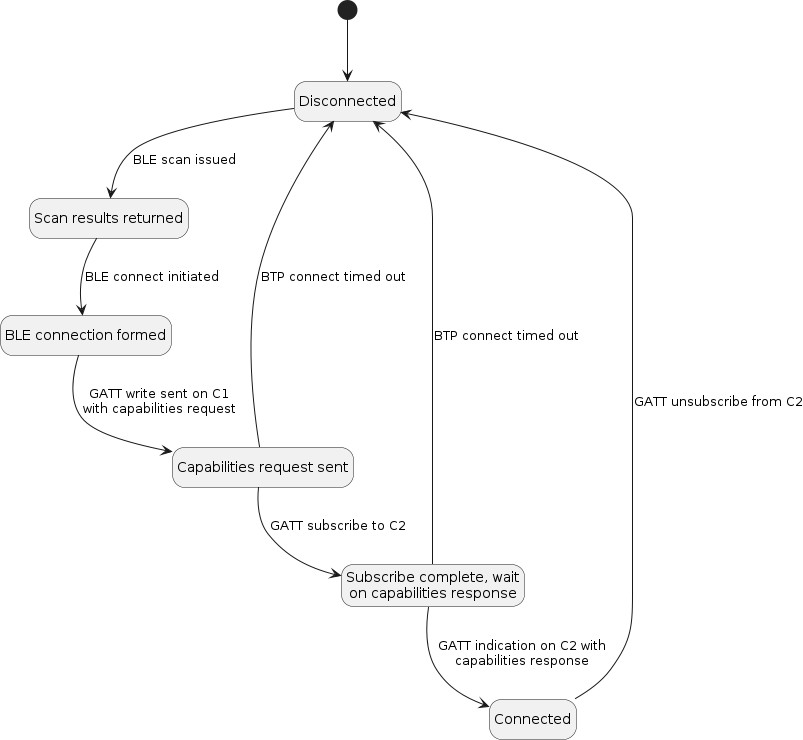 Disconnected
BLE scan issued
Scan results returned
BLE connect initiated
BTP connect timed out
BLE connection formed
BTP connect timed out
GATT write sent on C1
with capabilities request
GATT unsubscribe from C2
Capabilities request sent
GATT subscribe to C2
Subscribe complete, wait
on capabilities response
GATT indication on C2 with
capabilities response
Connected